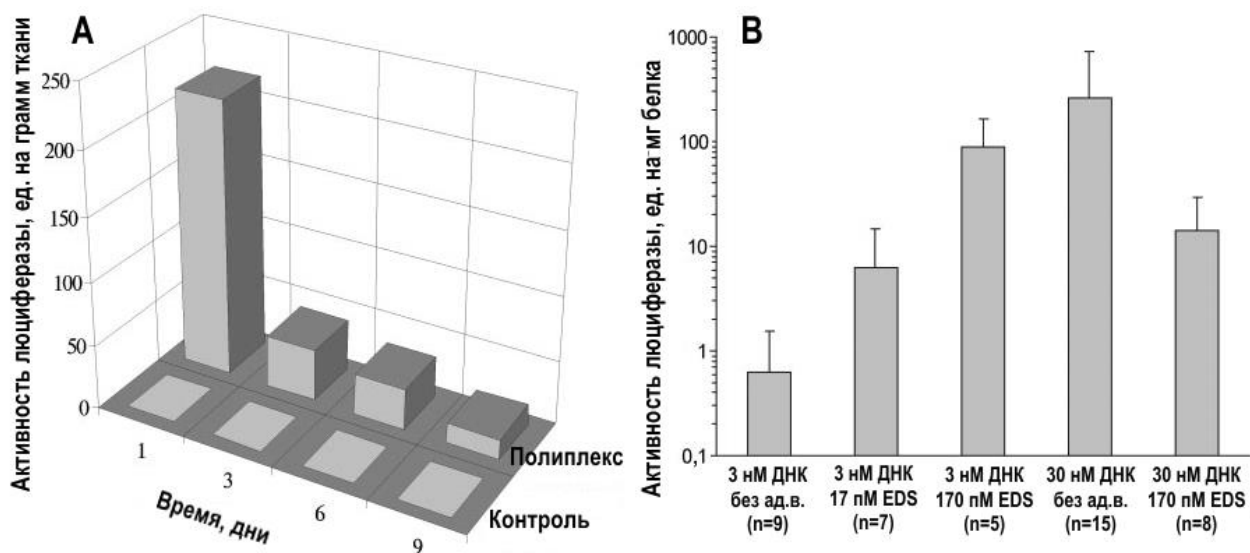 A
Активность люциферазы, ед. на грамм ткани
250
200
150
100
50
0
1
3
6
9
Время, дни
Полиплекс
Контроль
B
Активность люциферазы, ед. на мг белка
1000
100
10
1
0,1
3 нМ ДНК
без ад.в.
(n=9)
3 нМ ДНК
17 пМ EDS
(n=7)
3 нМ ДНК
170 пМ EDS
(n=5)
30 нМ ДНК
без ад.в.
(n=15)
30 нМ ДНК
170 пМ EDS
(n=8)